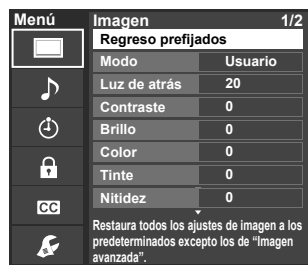 Menú
Imagen 1/2
Regreso prefijados
Modo Usuario
Luz de atrás 20
Contraste 0
Brillo 0
Color 0
Tinte 0
Nitidez 0
CC
Restaura todos los ajustes de imagen a los
predeterminados excepto los de “Imagen
avanzada”.